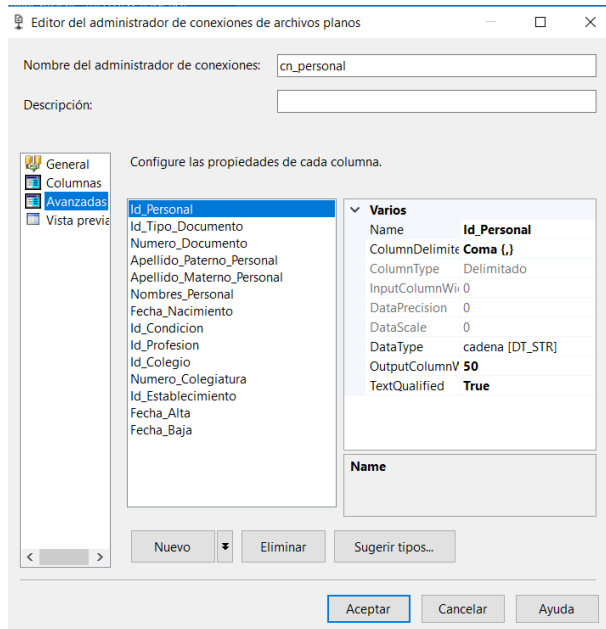 Editor del administrador de conexiones de archivos planos
Nombre del administrador de conexiones: cn_personal
Descripción:
General
Columnas
Avanzadas
Vista previa
Configure las propiedades de cada columna.
Id_Personal
Id_Tipo_Documento
Numero_Documento
Apellido_Paterno_Personal
Apellido_Materno_Personal
Nombres_Personal
Fecha_Nacimiento
Id_Condicion
Id_Profesion
Id_Colegio
Numero_Colegiatura
Id_Establecimiento
Fecha_Alta
Fecha_Baja
Varios
Name Id_Personal
ColumnDelimite Coma {,}
ColumnType Delimitado
InputColumnWi 0
DataPrecision 0
DataScale 0
DataType cadena [DT_STR]
OutputColumnW 50
TextQualified True
Name
Nuevo Eliminar Sugerir tipos...
Aceptar Cancelar Ayuda